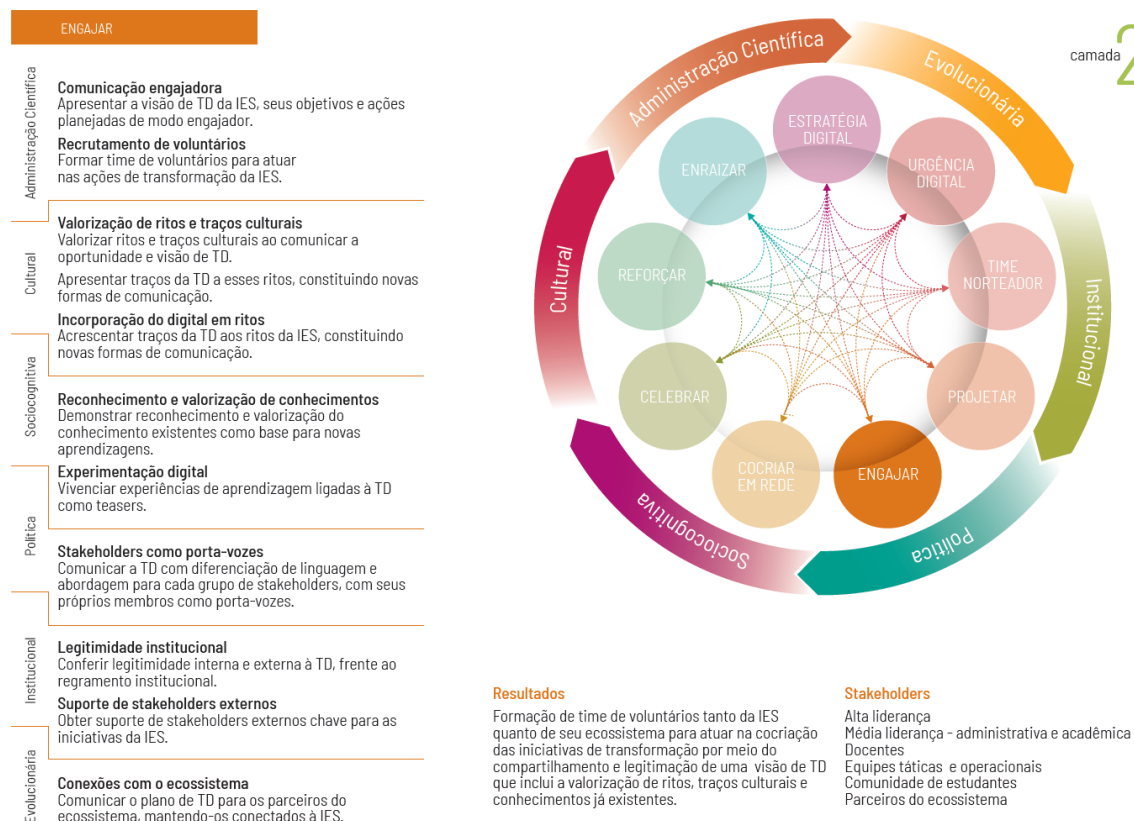 ENGAJAR
Administração Científica
Comunicação engajadora
Apresentar a visão de TD da IES, seus objetivos e ações
planejadas de modo engajador.
Recrutamento de voluntários
Formar time de voluntários para atuar
nas ações de transformação da IES.
Cultural
Valorização de ritos e traços culturais
Valorizar ritos e traços culturais ao comunicar a
oportunidade e visão de TD.
Apresentar traços da TD a esses ritos, constituindo novas
formas de comunicação.
Incorporação do digital em ritos
Acrescentar traços da TD aos ritos da IES, constituindo
novas formas de comunicação.
Sociocognitiva
Reconhecimento e valorização de conhecimentos
Demonstrar reconhecimento e valorização do
conhecimento existentes como base para novas
aprendizagens.
Experimentação digital
Vivenciar experiências de aprendizagem ligadas à TD
como teasers.
Política
Stakeholders como porta-vozes
Comunicar a TD com diferenciação de linguagem e
abordagem para cada grupo de stakeholders, com seus
próprios membros como porta-vozes.
Institucional
Legitimidade institucional
Conferir legitimidade interna e externa à TD, frente ao
regramento institucional.
Suporte de stakeholders externos
Obter suporte de stakeholders externos chave para as
iniciativas da IES.
Evolucionária
Conexões com o ecossistema
Comunicar o plano de TD para os parceiros do
ecossistema, mantendo-os conectados à IES.
camada 2
Administração Científica
Evolucionária
Institucional
Política
Sociocognitiva
Cultural
ESTRATÉGIA
DIGITAL
URGÊNCIA
DIGITAL
TIME
NORTEADOR
PROJETAR
ENGAJAR
COCRIAR
EM REDE
CELEBRAR
REFORÇAR
ENRAIZAR
Resultados
Formação de time de voluntários tanto da IES
quanto de seu ecossistema para atuar na cocriação
das iniciativas de transformação por meio do
compartilhamento e legitimação de uma visão de TD
que inclui a valorização de ritos, traços culturais e
conhecimentos já existentes.
Stakeholders
Alta liderança
Média liderança - administrativa e acadêmica
Docentes
Equipes táticas e operacionais
Comunidade de estudantes
Parceiros do ecossistema